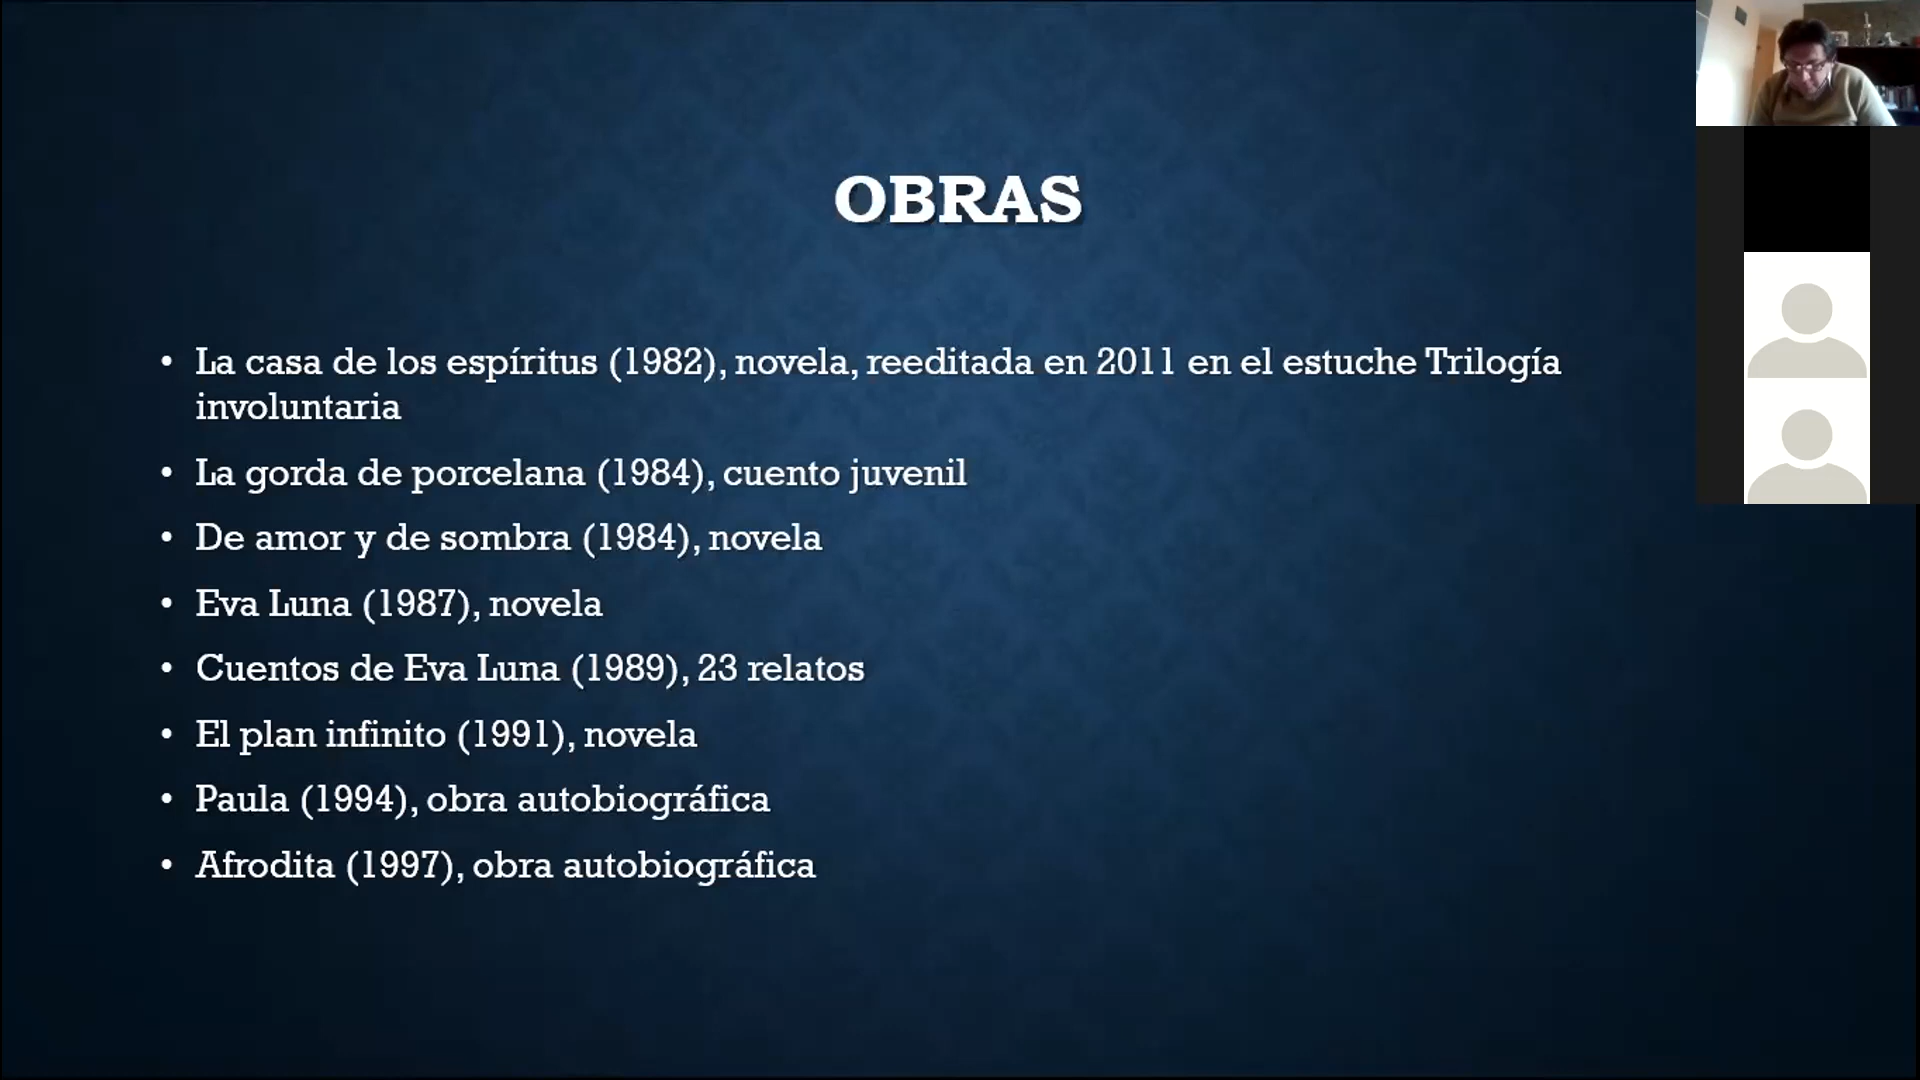 OBRAS
• La casa de los espíritus (1982), novela, reeditada en 2011 en el estuche Trilogía
involuntaria
• La gorda de porcelana (1984), cuento juvenil
• De amor y de sombra (1984), novela
• Eva Luna (1987), novela
• Cuentos de Eva Luna (1989), 23 relatos
• El plan infinito (1991), novela
• Paula (1994), obra autobiográfica
• Afrodita (1997), obra autobiográfica